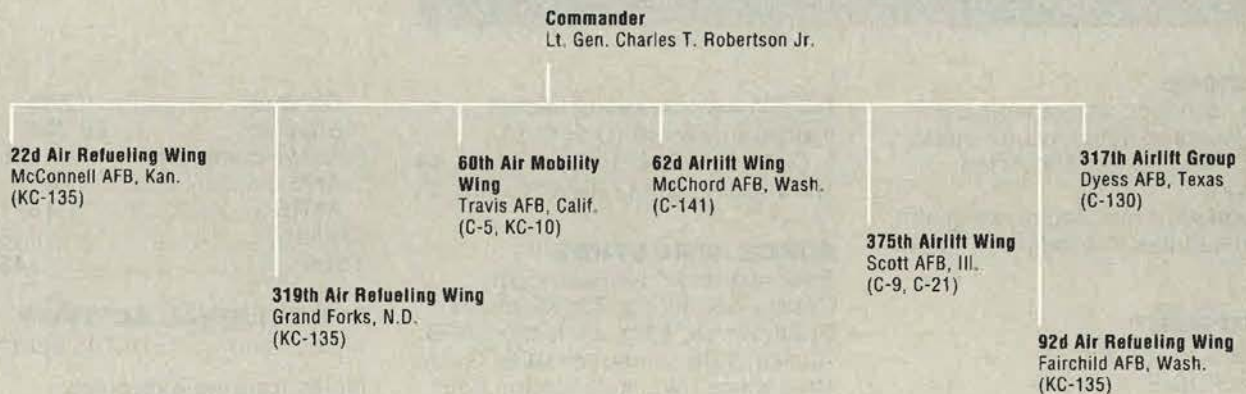 Commander
Lt. Gen. Charles T. Robertson Jr.
22d Air Refueling Wing
McConnell AFB, Kan.
(KC-135)
319th Air Refueling Wing
Grand Forks, N.D.
(KC-135)
60th Air Mobility
Wing
Travis AFB, Calif.
(C-5, KC-10)
62d Airlift Wing
McChord AFB, Wash.
(C-141)
375th Airlift Wing
Scott AFB, Ill.
(C-9, C-21)
92d Air Refueling Wing
Fairchild AFB, Wash.
(KC-135)
317th Airlift Group
Dyess AFB, Texas
(C-130)